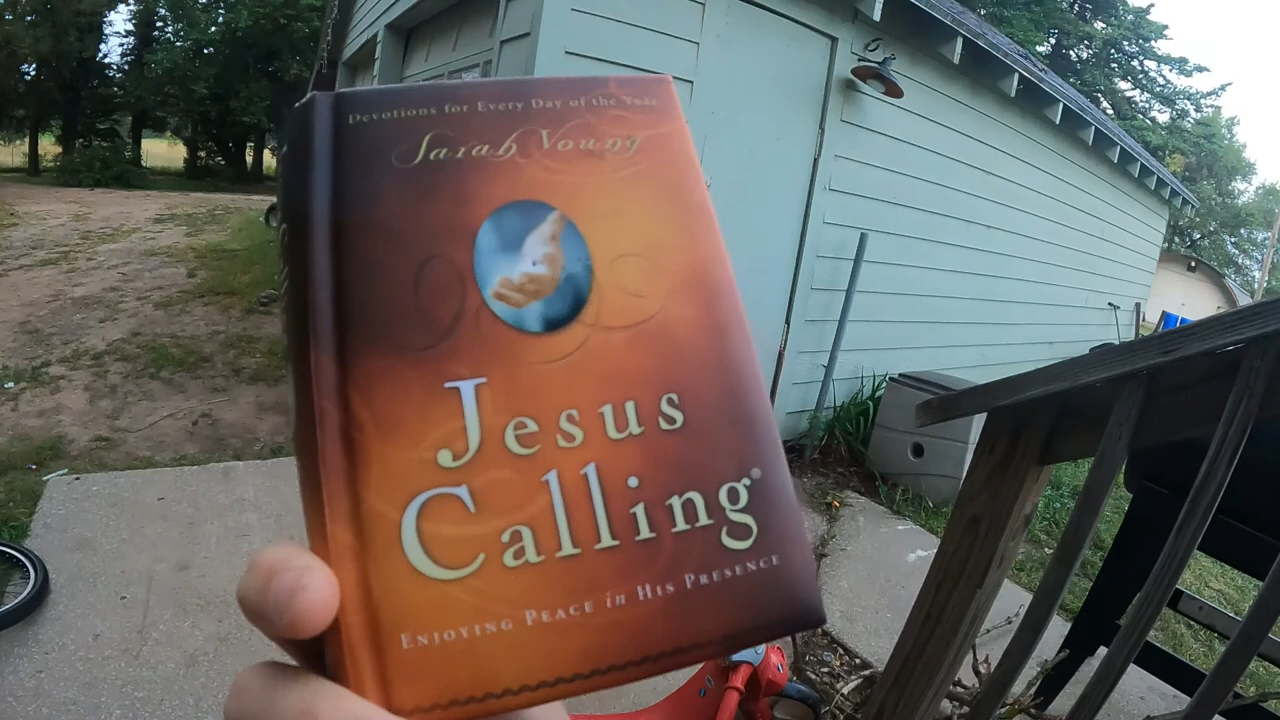 Devotions for Every Day of the Year
Sarah Young
Jesus
Calling®
Enjoying Peace in His Presence